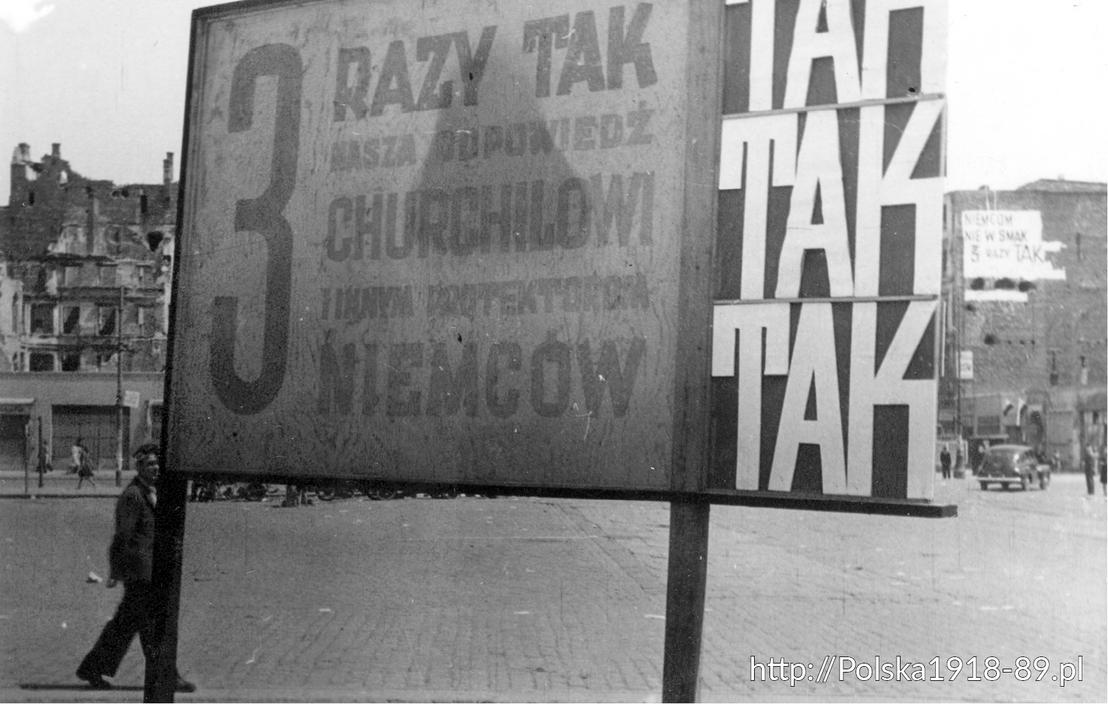 3 RAZY TAK
NASZA ODPOWIEDŹ
CHURCHILOWI
I INNYM PROTEKTOROM
NIEMCÓW
TAK
TAK
TAK
NIEMCOM
NIE W SMAK
3 RAZY TAK
http://Polska1918-89.pl